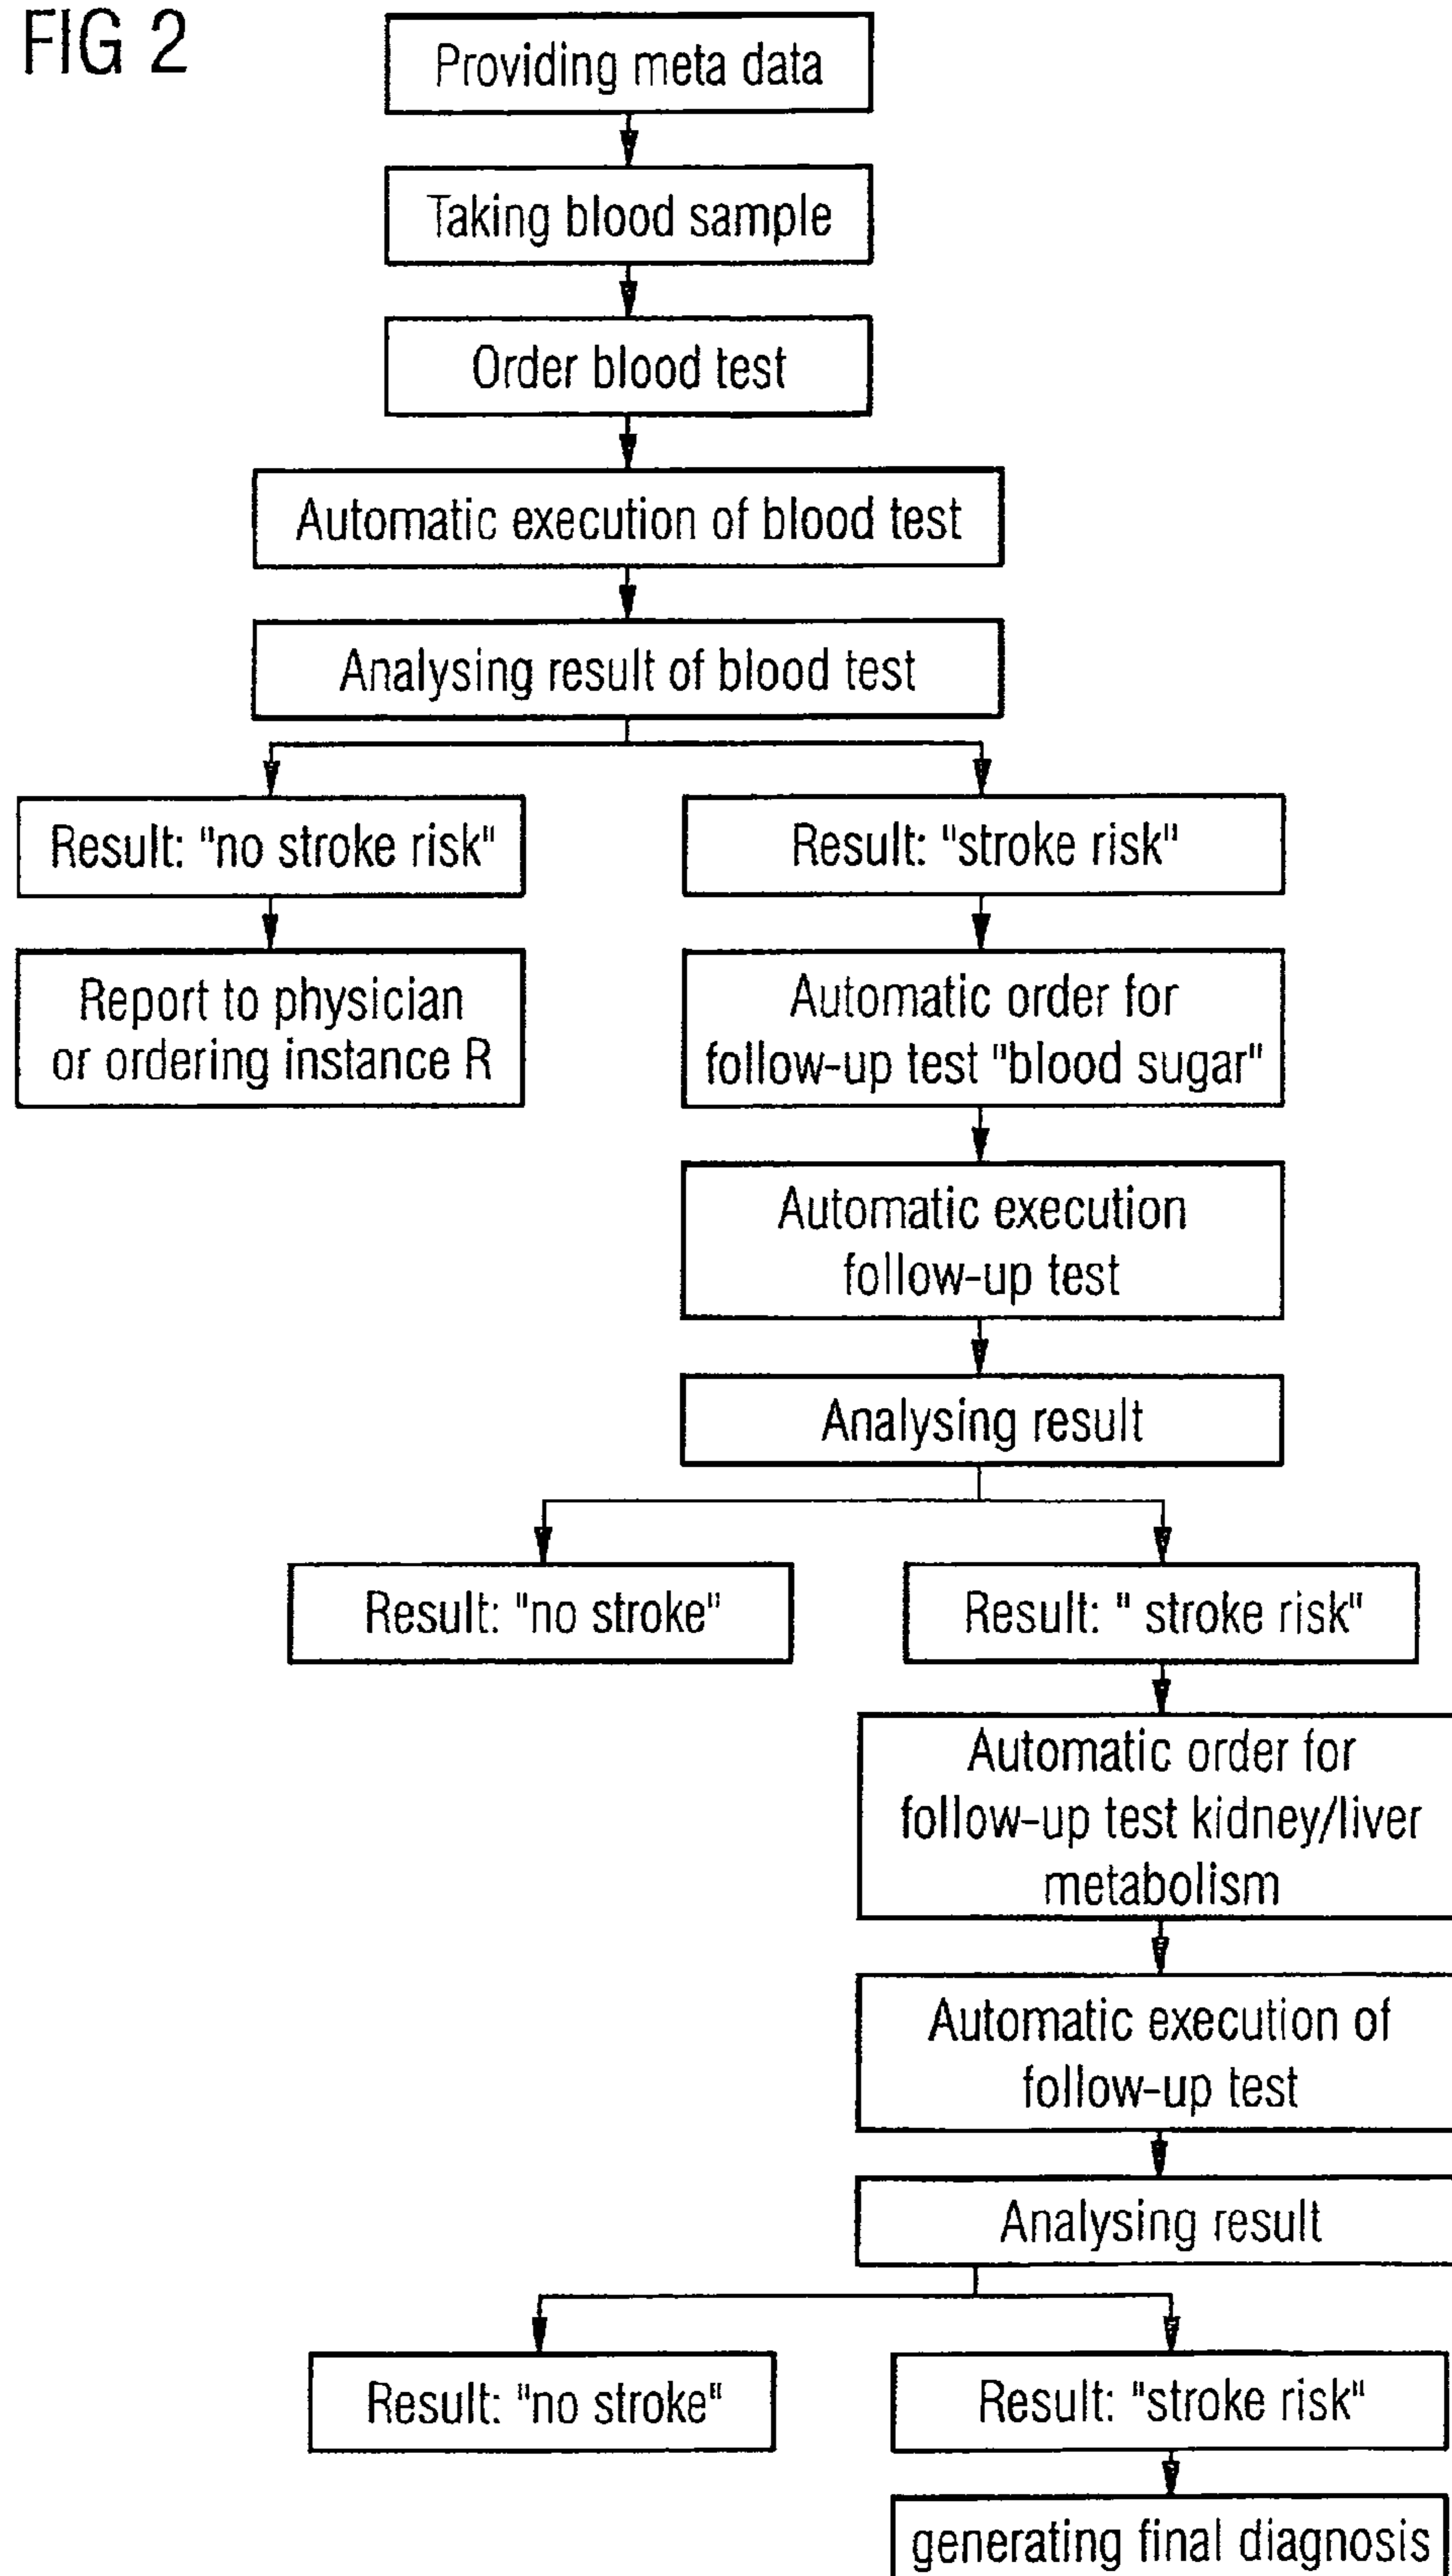 FIG 2
Providing meta data
Taking blood sample
Order blood test
Automatic execution of blood test
Analysing result of blood test
Result: "no stroke risk"
Result: "stroke risk"
Report to physician
or ordering instance R
Automatic order for
follow-up test "blood sugar"
Automatic execution
follow-up test
Analysing result
Result: "no stroke"
Result: " stroke risk"
Automatic order for
follow-up test kidney/liver
metabolism
Automatic execution of
follow-up test
Analysing result
Result: "no stroke"
Result: "stroke risk"
generating final diagnosis